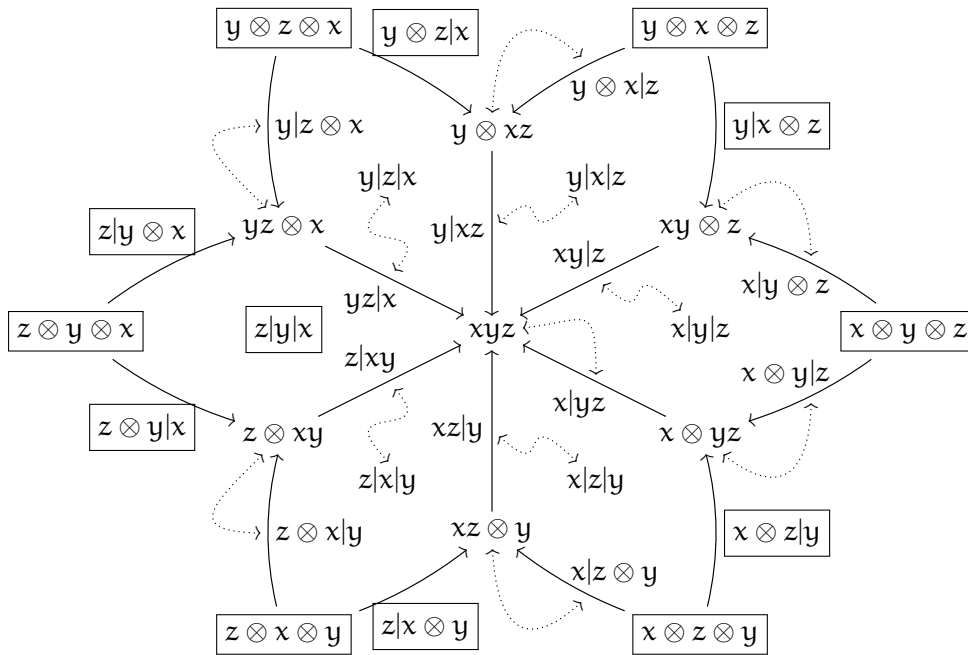 y ⊗ z ⊗ x
y ⊗ z|x
y ⊗ x ⊗ z
y ⊗ x|z
y|z ⊗ x
y ⊗ xz
y|x ⊗ z
y|z|x
y|x|z
z|y ⊗ x
yz ⊗ x
y|xz
xy ⊗ z
xy|z
x|y ⊗ z
yz|x
z ⊗ y ⊗ x
z|y|x
xyz
x|y|z
x ⊗ y ⊗ z
z|xy
x ⊗ y|z
x|yz
z ⊗ y|x
z ⊗ xy
xz|y
x ⊗ yz
z|x|y
x|z|y
z ⊗ x|y
xz ⊗ y
x ⊗ z|y
x|z ⊗ y
z ⊗ x ⊗ y
z|x ⊗ y
x ⊗ z ⊗ y